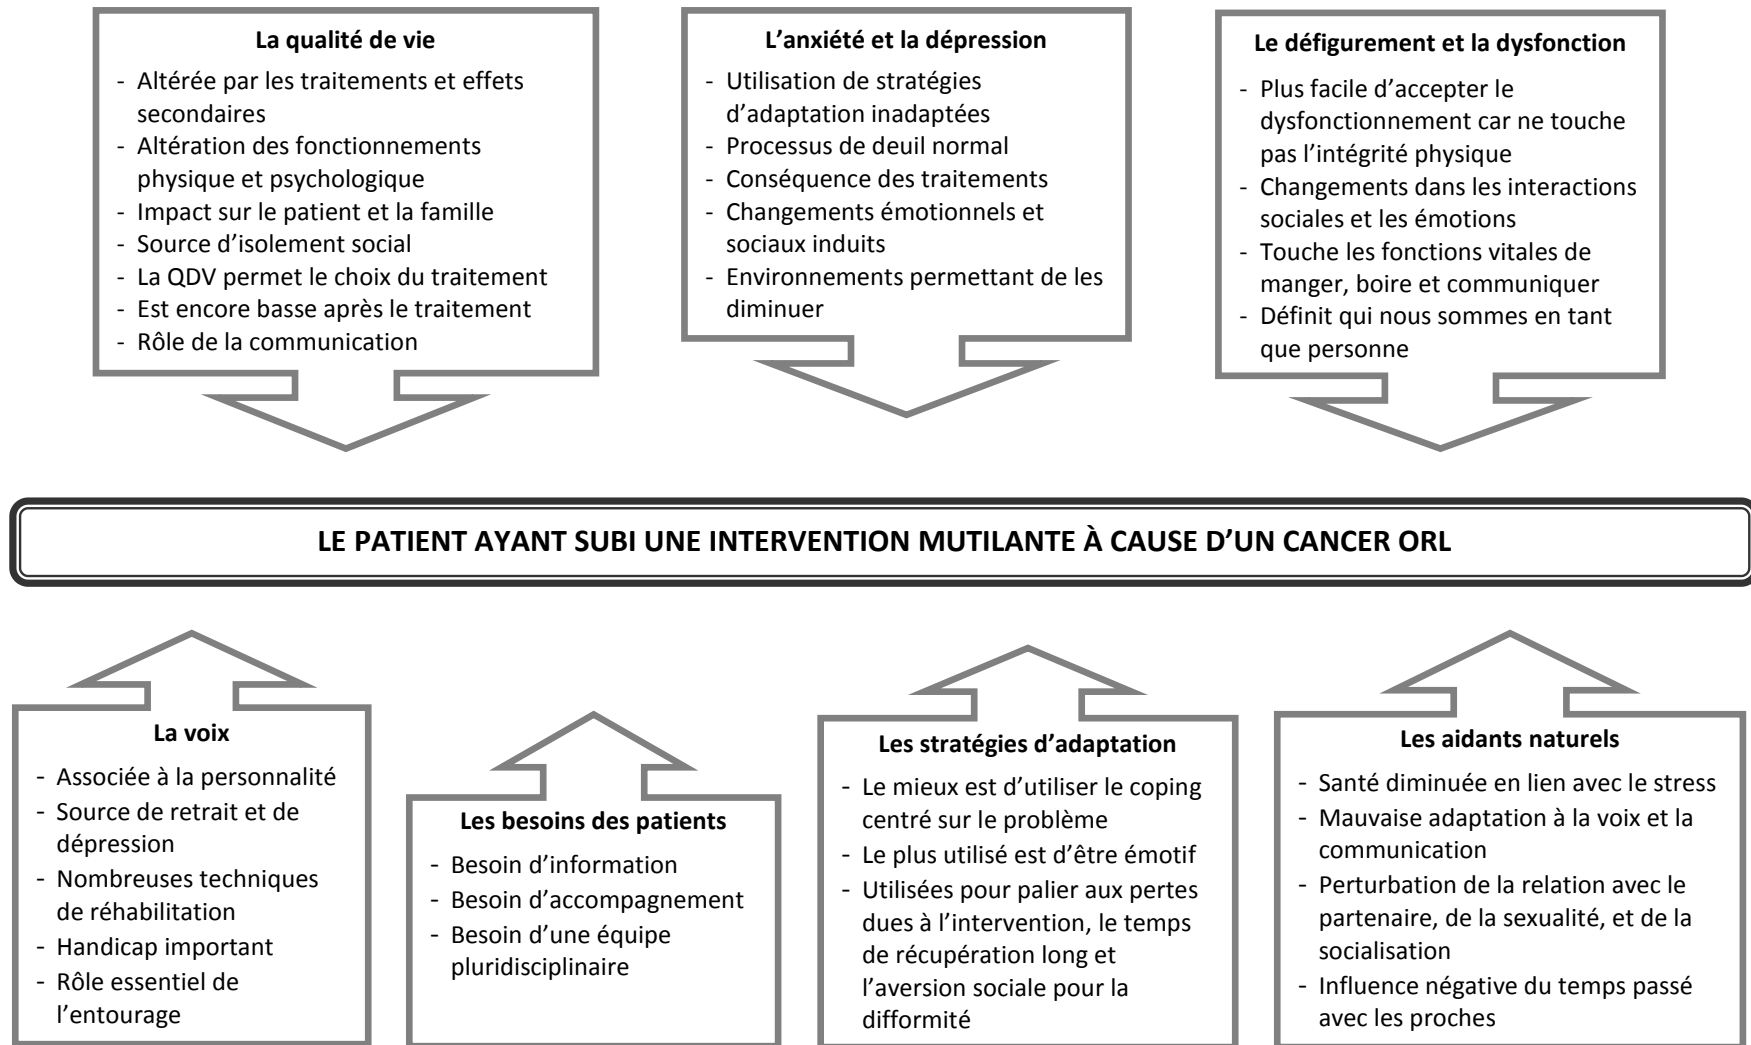 La qualité de vie
- Altérée par les traitements et effets
secondaires
- Altération des fonctionnements
physique et psychologique
- Impact sur le patient et la famille
- Source d'isolement social
- La QDV permet le choix du traitement
- Est encore basse après le traitement
- Rôle de la communication
L'anxiété et la dépression
- Utilisation de stratégies
d'adaptation inadaptées
- Processus de deuil normal
- Conséquence des traitements
- Changements émotionnels et
sociaux induits
- Environnements permettant de les
diminuer
Le défigurement et la dysfonction
- Plus facile d'accepter le
dysfonctionnement car ne touche
pas l'intégrité physique
- Changements dans les interactions
sociales et les émotions
- Touche les fonctions vitales de
manger, boire et communiquer
- Définit qui nous sommes en tant
que personne
LE PATIENT AYANT SUBI UNE INTERVENTION MUTILANTE À CAUSE D'UN CANCER ORL
La voix
- Associée à la personnalité
- Source de retrait et de
dépression
- Nombreuses techniques
de réhabilitation
- Handicap important
- Rôle essentiel de
l'entourage
Les besoins des patients
- Besoin d'information
- Besoin d'accompagnement
- Besoin d'une équipe
pluridisciplinaire
Les stratégies d'adaptation
- Le mieux est d'utiliser le coping
centré sur le problème
- Le plus utilisé est d'être émotif
- Utilisées pour palier aux pertes
dues à l'intervention, le temps
de récupération long et
l'aversion sociale pour la
difformité
Les aidants naturels
- Santé diminuée en lien avec le stress
- Mauvaise adaptation à la voix et la
communication
- Perturbation de la relation avec le
partenaire, de la sexualité, et de la
socialisation
- Influence négative du temps passé
avec les proches